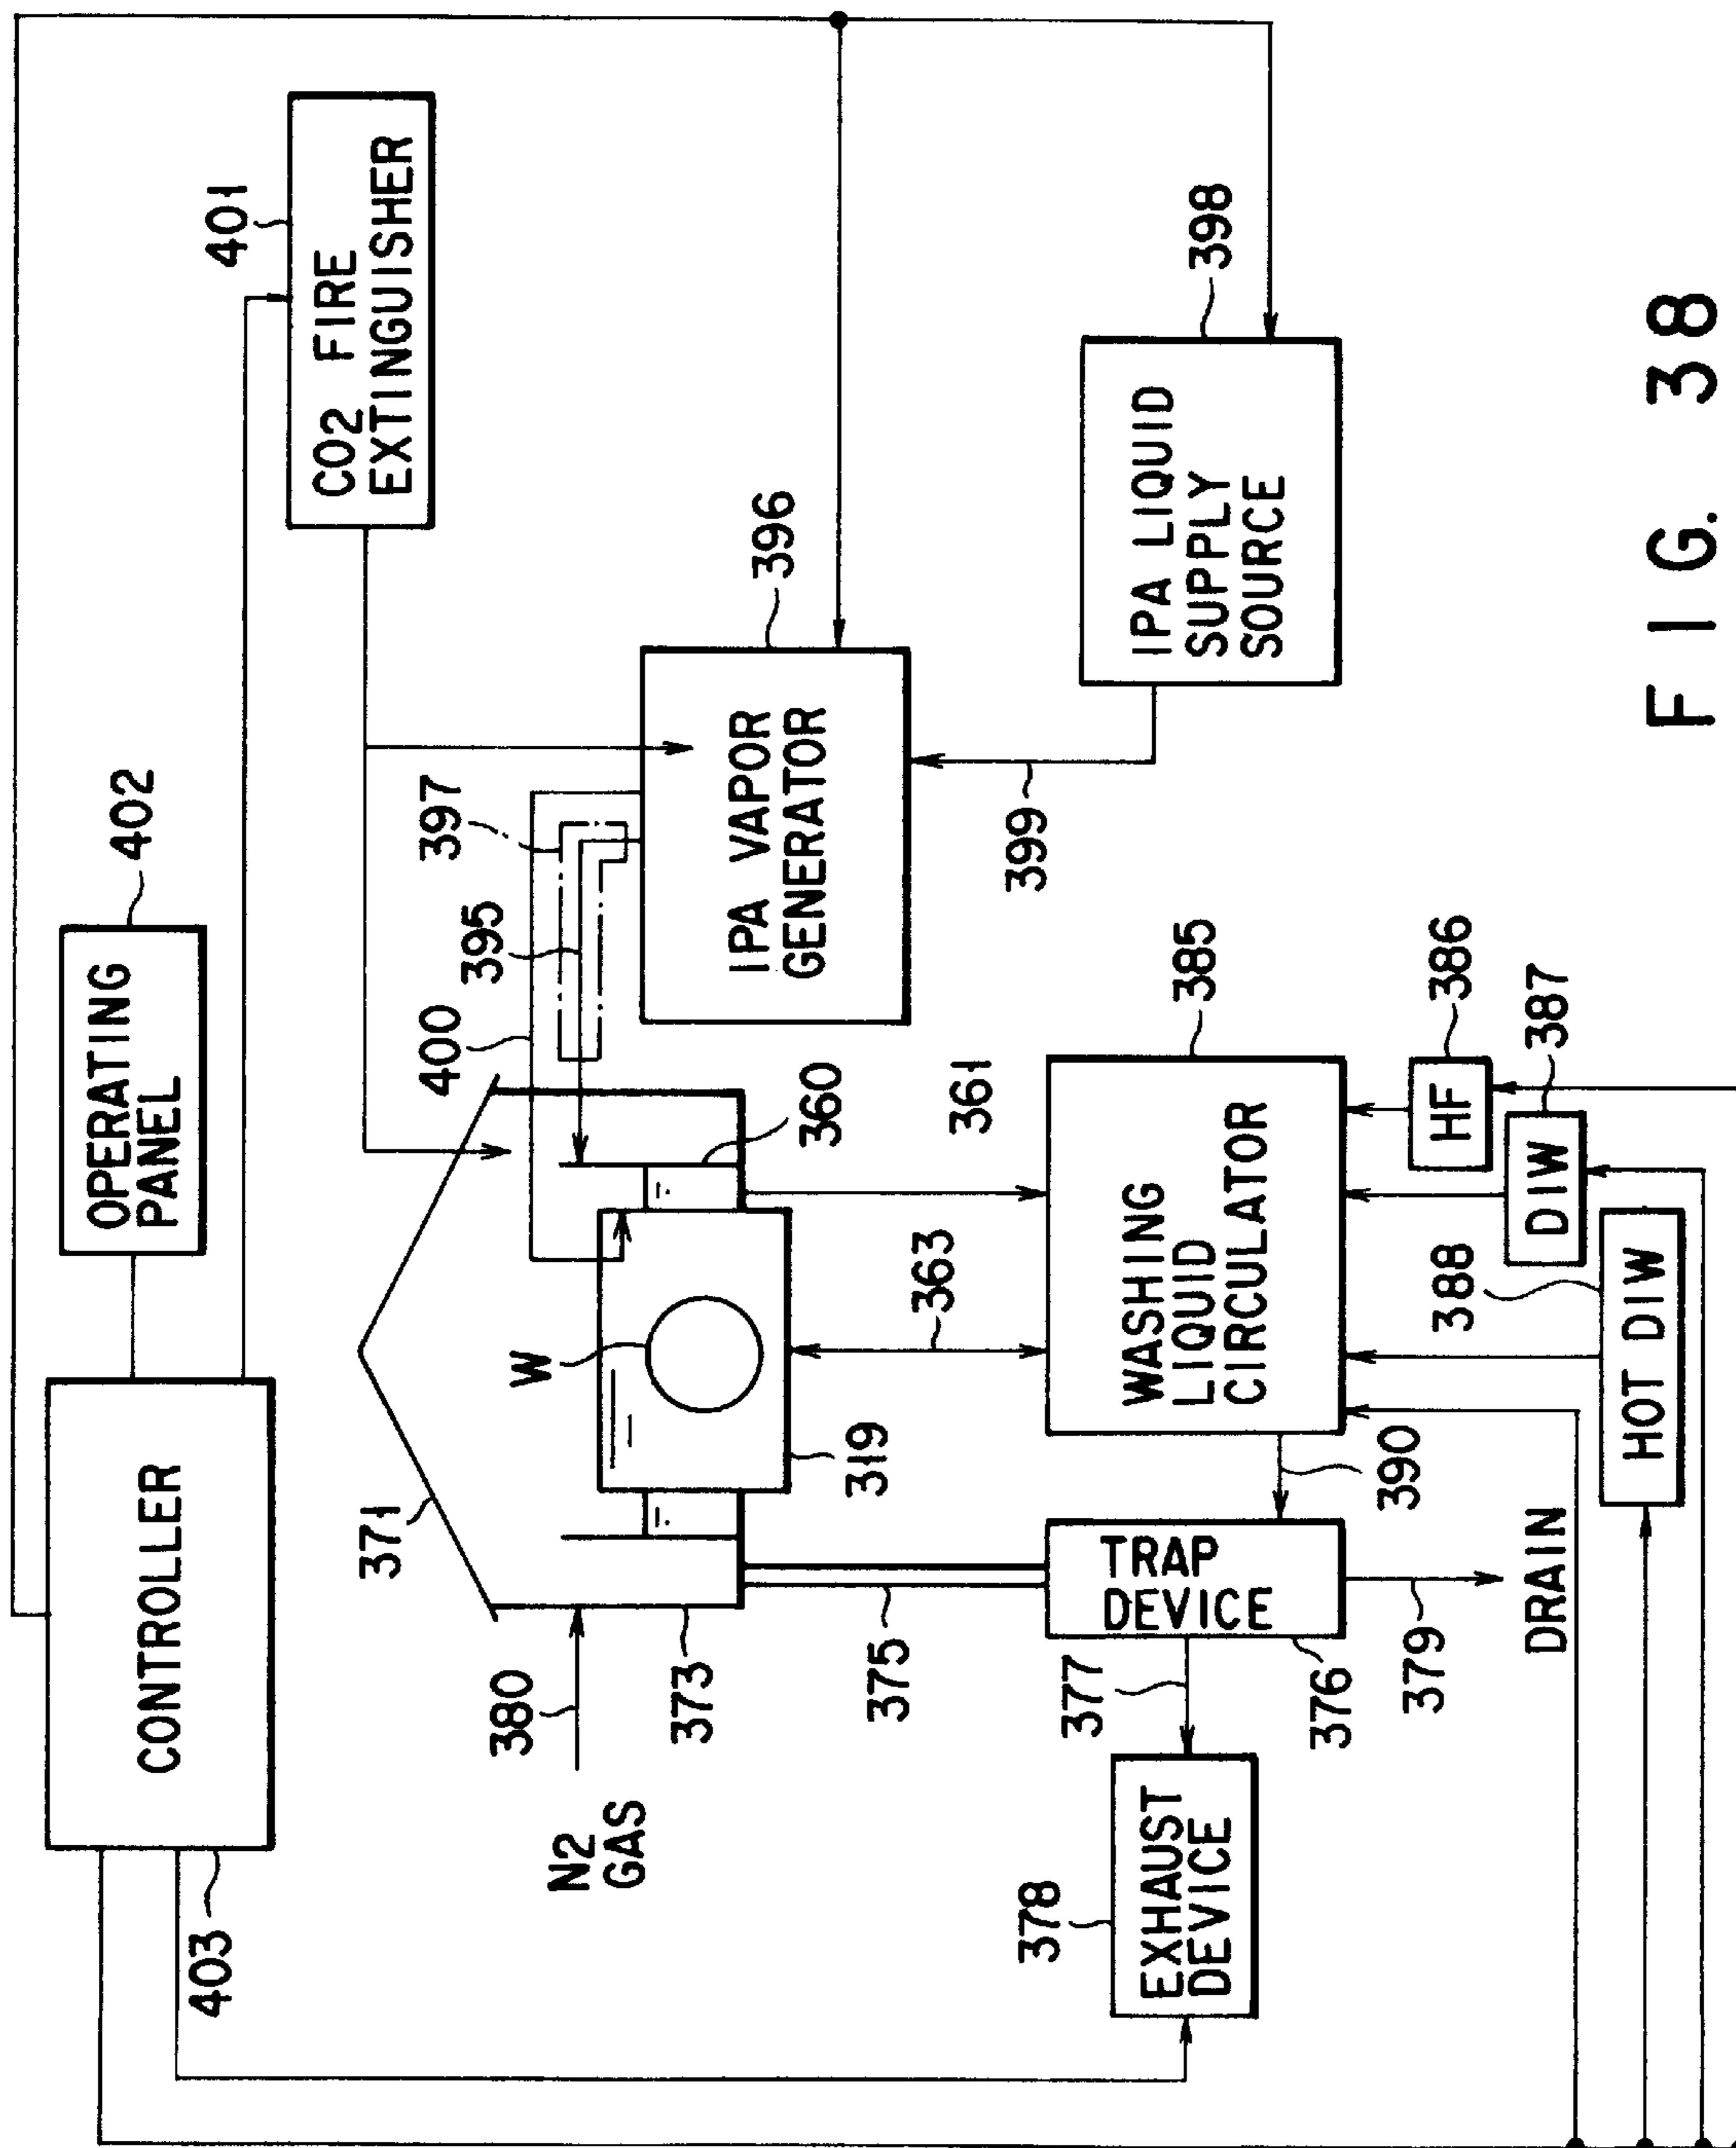 OPERATING
PANEL
402
CONTROLLER
403
CO2 FIRE
EXTINGUISHER
401
371
400
395
397
IPA VAPOR
GENERATOR
396
380
N2
GAS
373
W
319
360
361
363
375
399
IPA LIQUID
SUPPLY
SOURCE
398
WASHING
LIQUID
CIRCULATOR
385
HF
386
DIW
387
HOT DIW
388
390
TRAP
DEVICE
376
377
379
DRAIN
EXHAUST
DEVICE
378
FIG. 38